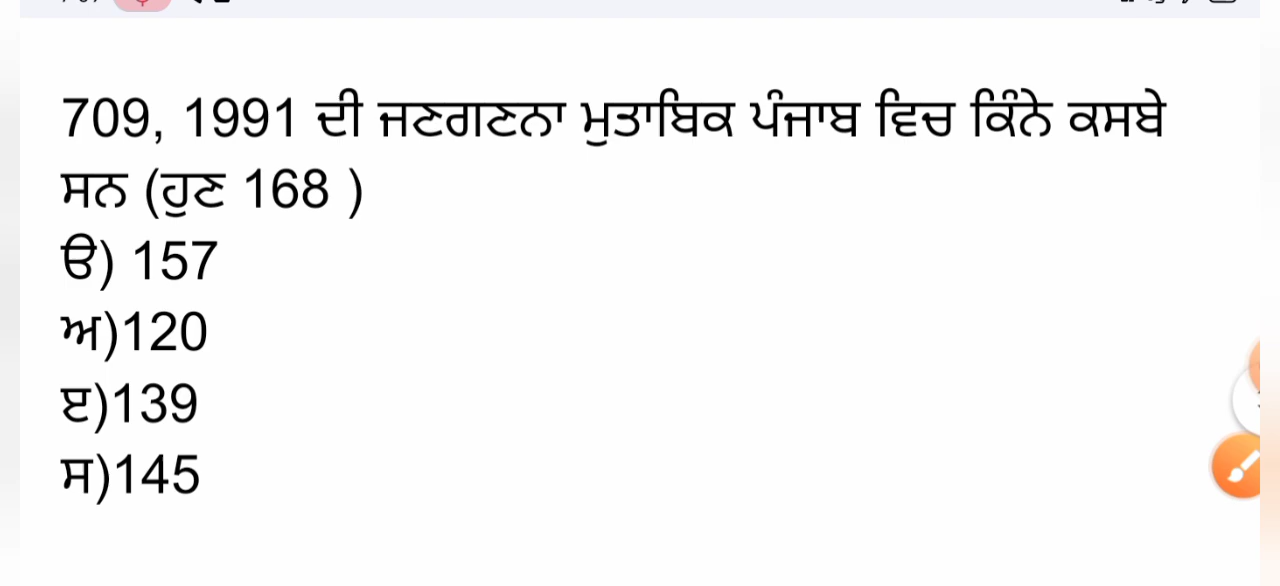 709, 1991 ਦੀ ਜਣਗਣਨਾ ਮੁਤਾਬਿਕ ਪੰਜਾਬ ਵਿਚ ਕਿੰਨੇ ਕਸਬੇ
ਸਨ (ਹੁਣ 168 )
ੳ) 157
ਅ)120
ੲ)139
ਸ)145